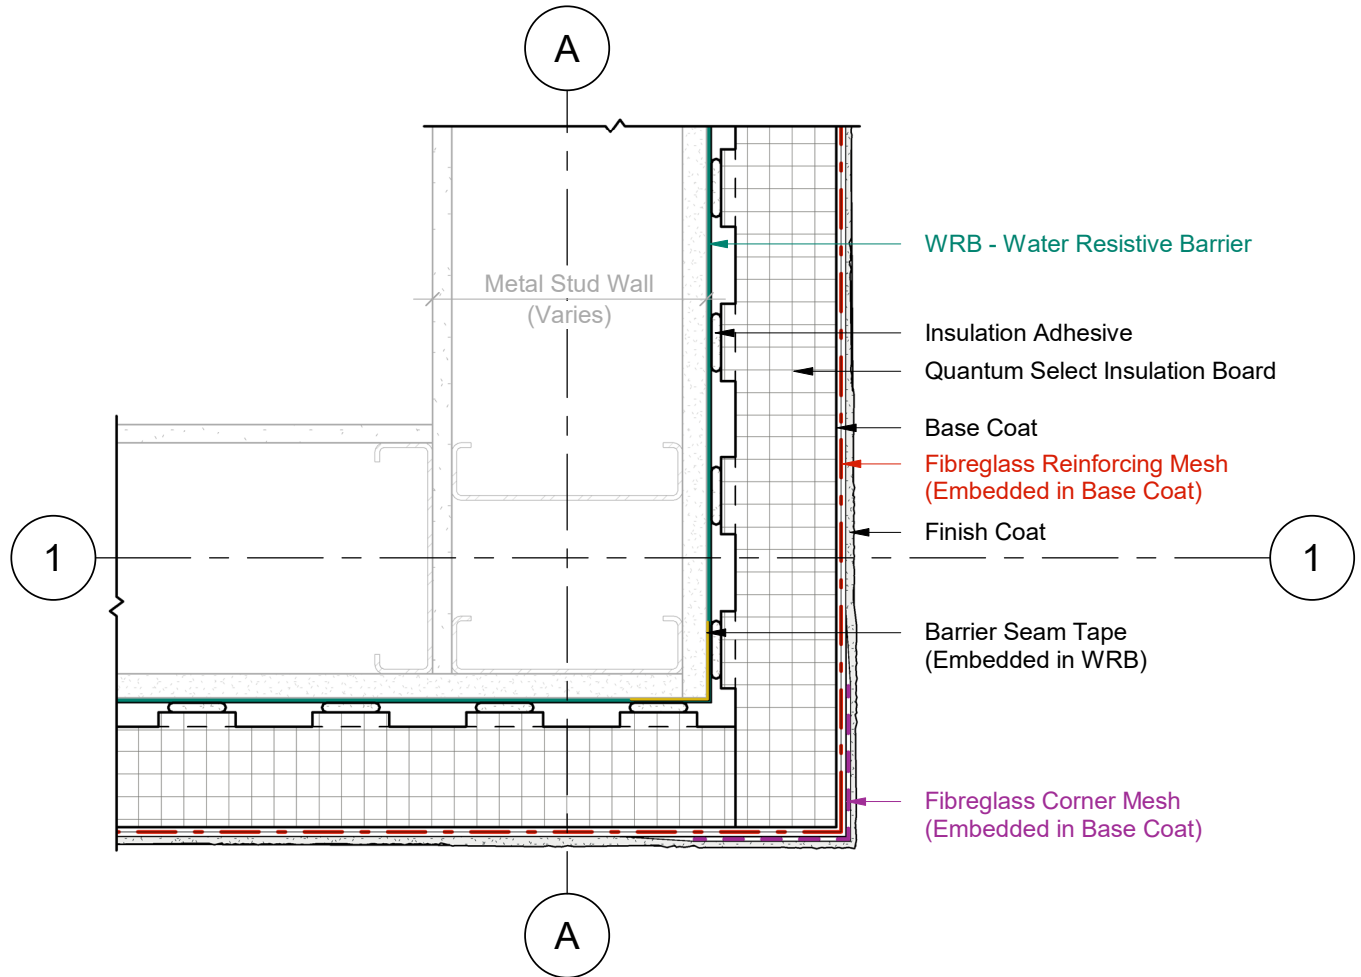 A
WRB - Water Resistive Barrier
Metal Stud Wall
(Varies)
Insulation Adhesive
Quantum Select Insulation Board
Base Coat
Fibreglass Reinforcing Mesh
(Embedded in Base Coat)
Finish Coat
1
1
Barrier Seam Tape
(Embedded in WRB)
Fibreglass Corner Mesh
(Embedded in Base Coat)
A